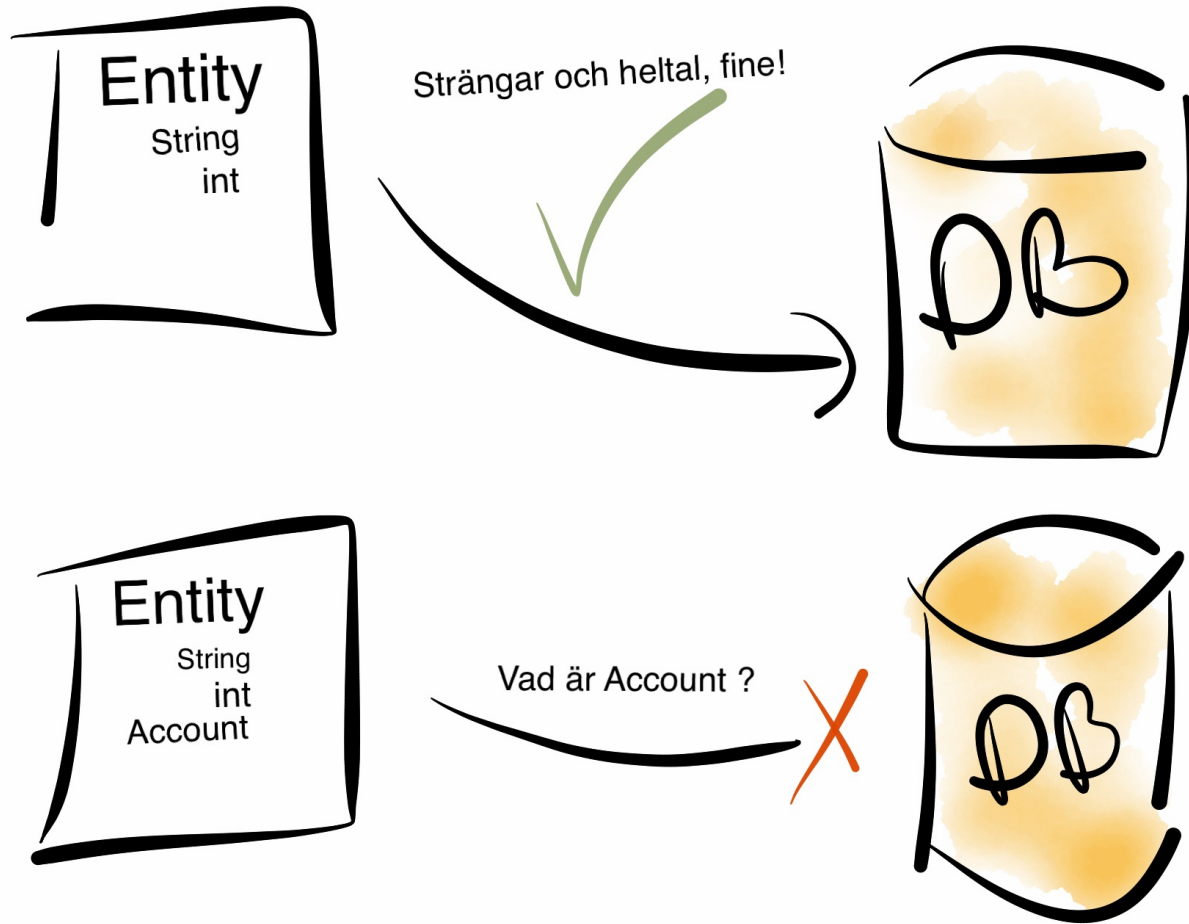 Entity
String
int
Strängar och heltal, fine!
DB
Entity
String
int
Account
Vad är Account ?
DB